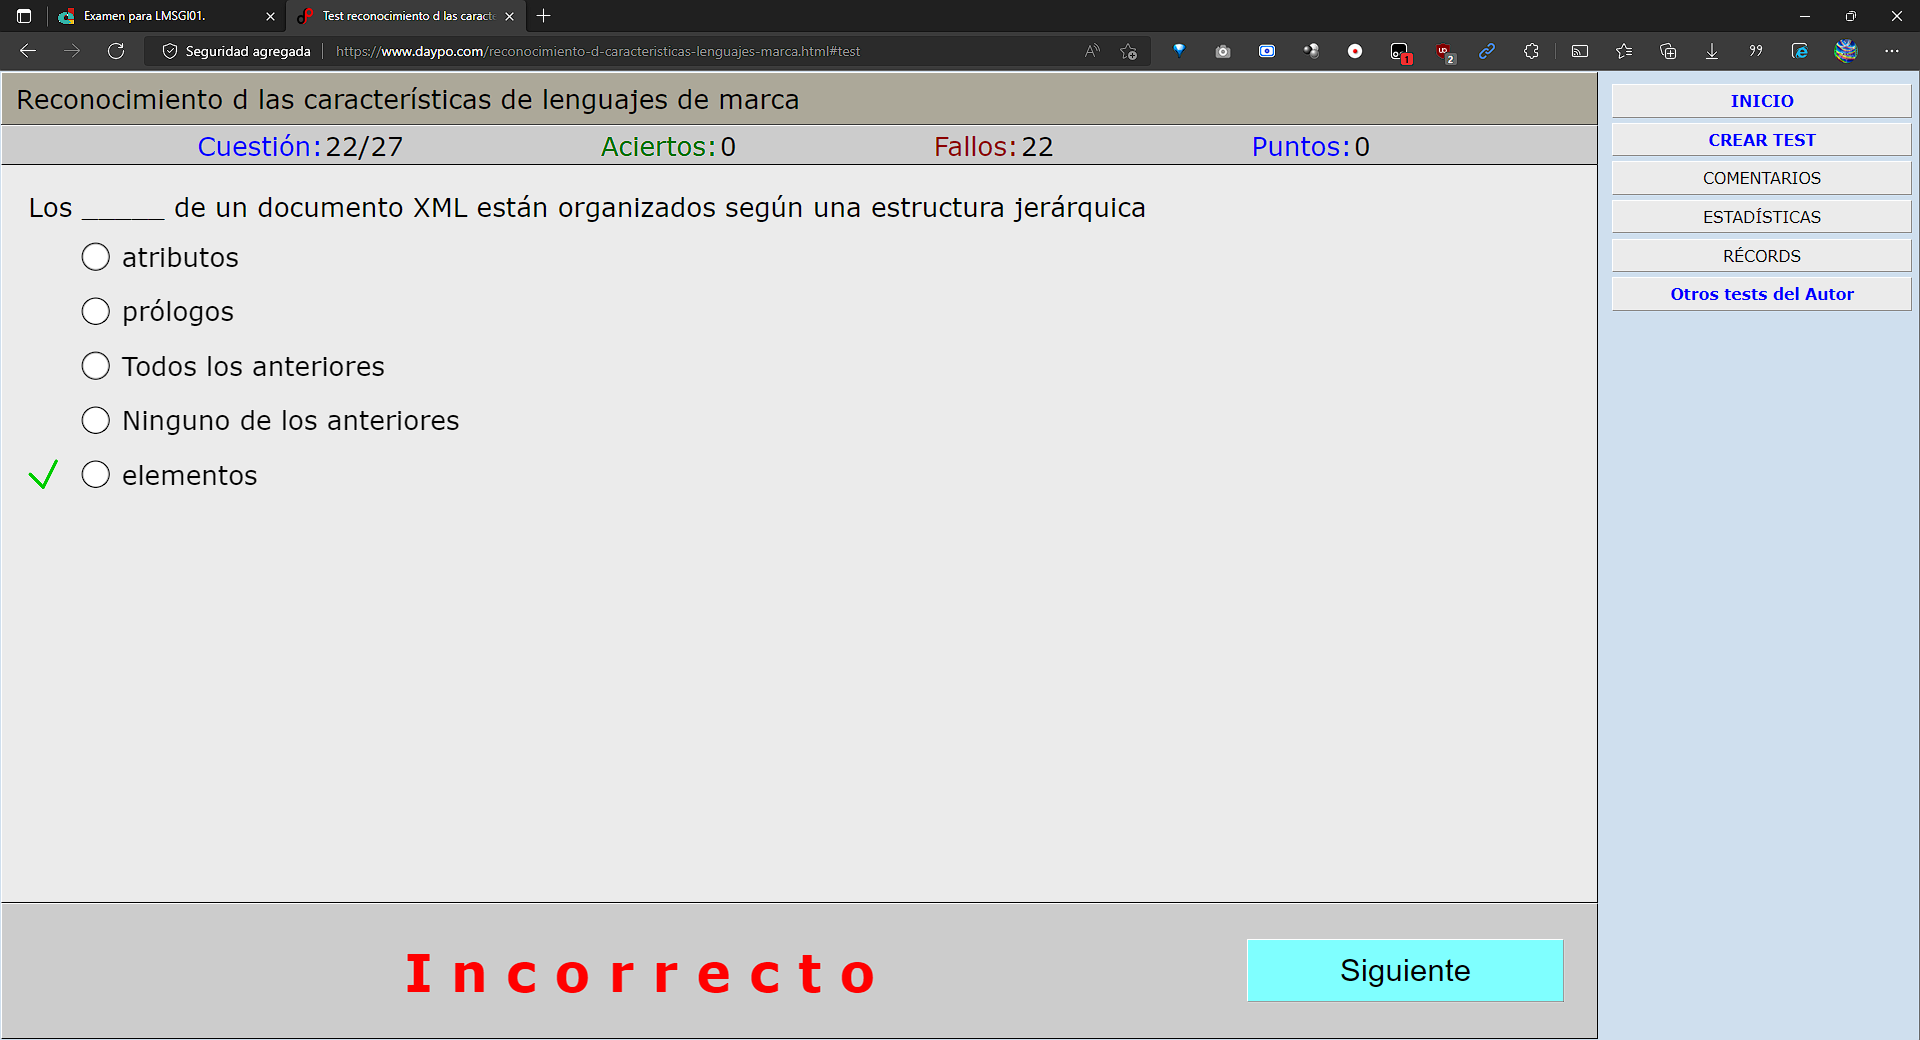 Examen para LMSGI01.
Test reconocimiento d las caracte
Seguridad agregada
https://www.daypo.com/reconocimiento-d-caracteristicas-lenguajes-marca.html#test
1
2
Reconocimiento d las características de lenguajes de marca
Cuestión: 22/27 Aciertos: 0 Fallos: 22 Puntos: 0
Los ______ de un documento XML están organizados según una estructura jerárquica
atributos
prólogos
Todos los anteriores
Ninguno de los anteriores
elementos
Incorrecto
Siguiente
INICIO
CREAR TEST
COMENTARIOS
ESTADÍSTICAS
RÉCORDS
Otros tests del Autor